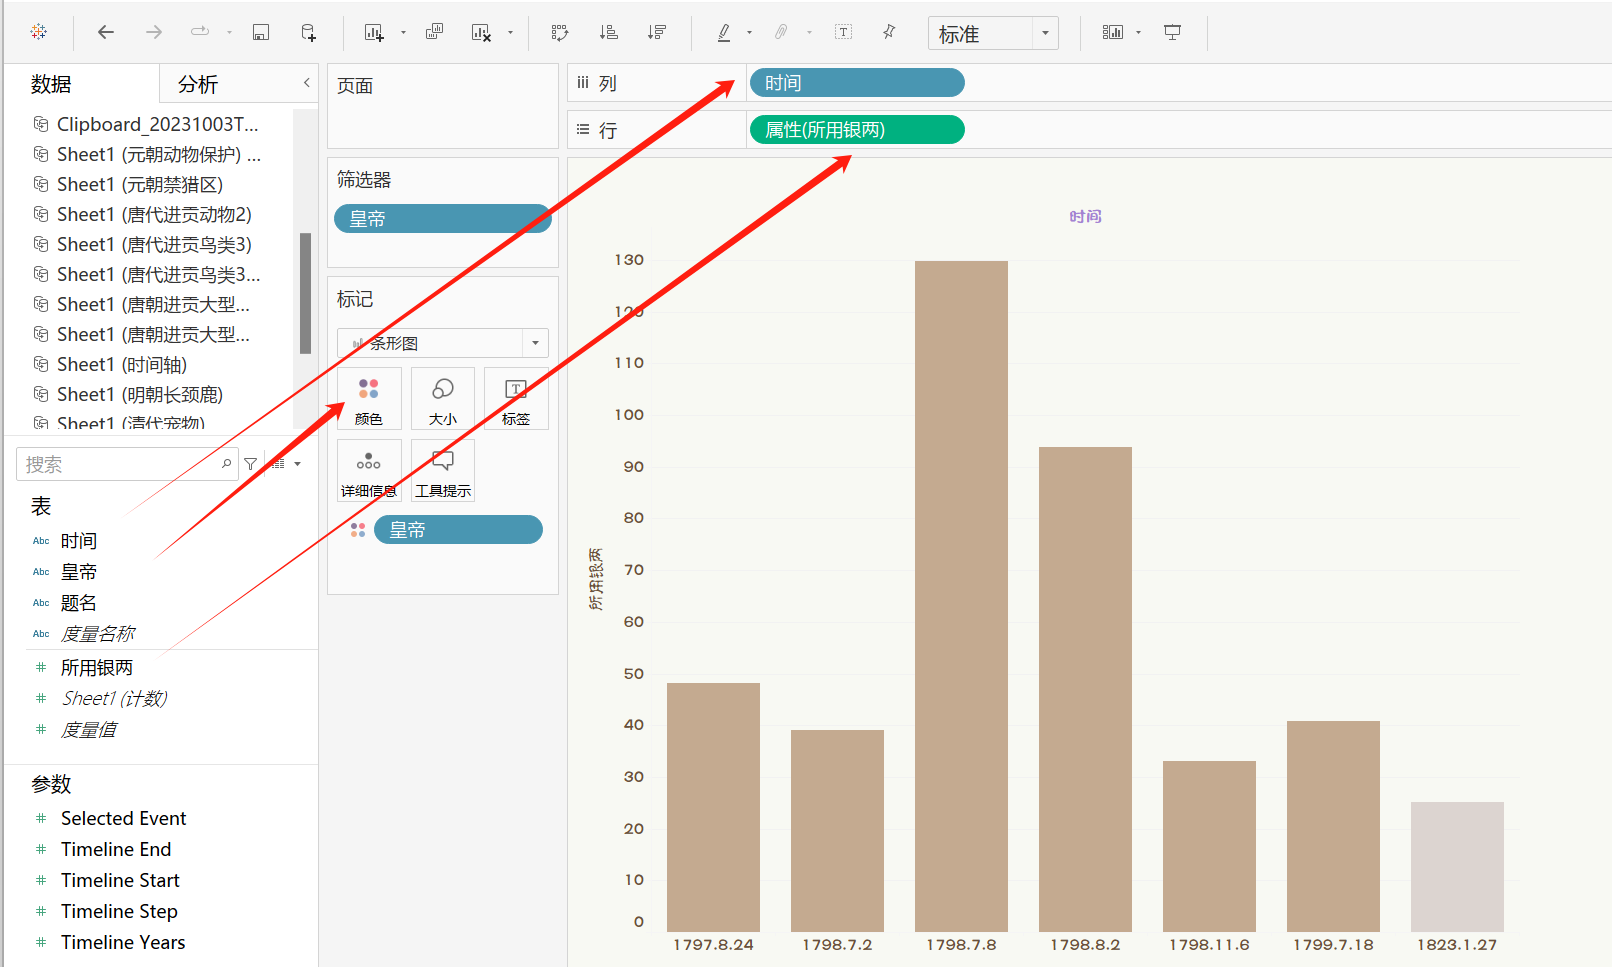 标准
数据
分析
Clipboard_20231003T...
Sheet1 (元朝动物保护) ...
Sheet1 (元朝禁猎区)
Sheet1 (唐代进贡动物2)
Sheet1 (唐代进贡鸟类3)
Sheet1 (唐代进贡鸟类3...
Sheet1 (唐朝进贡大型...
Sheet1 (唐朝进贡大型...
Sheet1 (时间轴)
Sheet1 (明朝长颈鹿)
Sheet1 (清代宠物)
搜索
表
Abc 时间
Abc 皇帝
Abc 题名
Abc 度量名称
# 所用银两
# Sheet1 (计数)
# 度量值
参数
# Selected Event
# Timeline End
# Timeline Start
# Timeline Step
# Timeline Years
页面
筛选器
皇帝
标记
条形图
颜色
大小
T
标签
详细信息
工具提示
皇帝
列
时间
行
属性(所用银两)
时间
所用银两
130
120
110
100
90
80
70
60
50
40
30
20
10
0
1797.8.24
1798.7.2
1798.7.8
1798.8.2
1798.11.6
1799.7.18
1823.1.27